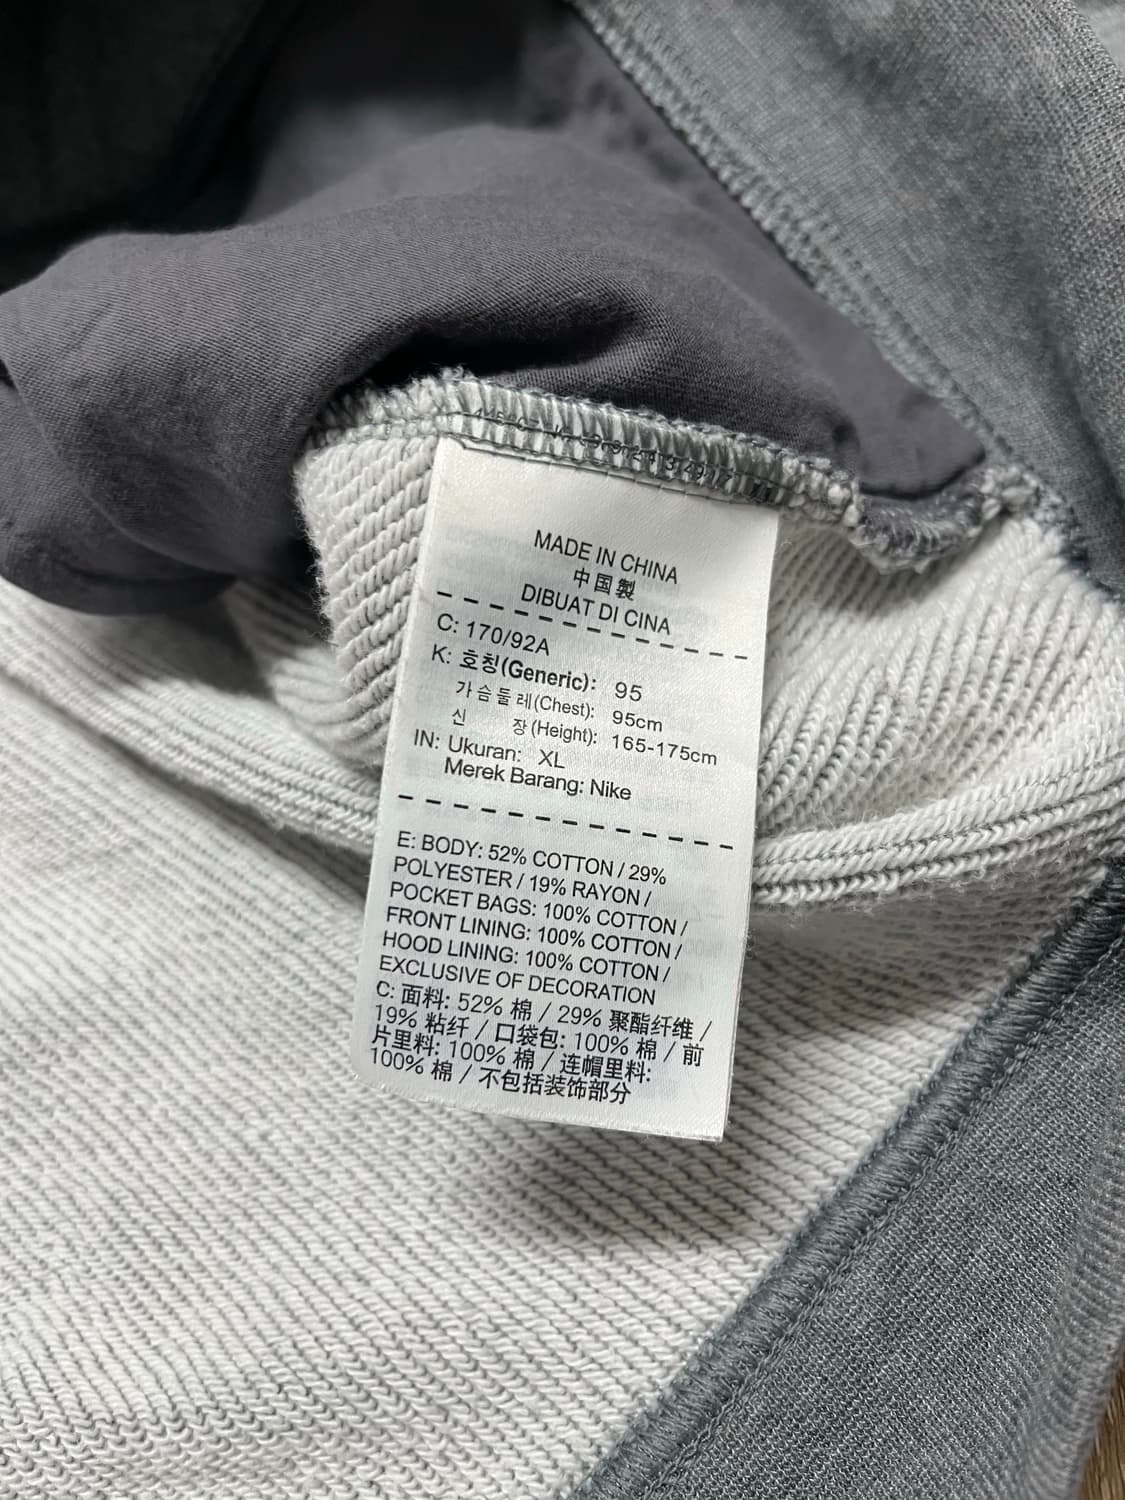 MADE IN CHINA
中国製
DIBUAT DI CINA
C: 170/92A
K: 호칭(Generic): 95
가슴둘레(Chest): 95cm
신 장(Height): 165-175cm
IN: Ukuran: XL
Merek Barang: Nike
E: BODY: 52% COTTON / 29%
POLYESTER / 19% RAYON /
POCKET BAGS: 100% COTTON /
FRONT LINING: 100% COTTON /
HOOD LINING: 100% COTTON /
EXCLUSIVE OF DECORATION
C: 面料: 52% 棉 / 29% 聚酯纤维 /
19% 粘纤 / 口袋包: 100% 棉 / 前
片里料: 100% 棉 / 连帽里料:
100% 棉 / 不包括装饰部分